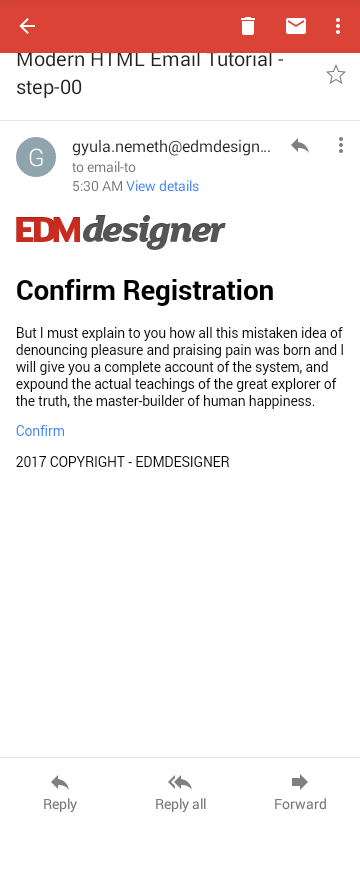 Modern HTML Email Tutorial -
step-00
G
gyula.nemeth@edmdesign...
to email-to
5:30 AM View details
EDMdesigner
Confirm Registration
But I must explain to you how all this mistaken idea of
denouncing pleasure and praising pain was born and I
will give you a complete account of the system, and
expound the actual teachings of the great explorer of
the truth, the master-builder of human happiness.
Confirm
2017 COPYRIGHT - EDMDESIGNER
Reply
Reply all
Forward